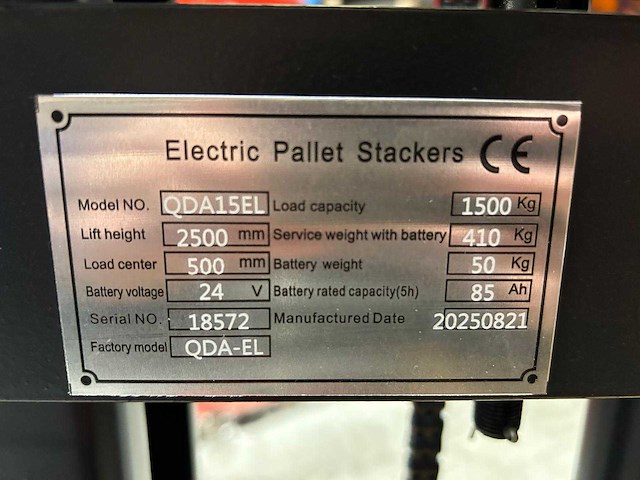 Electric Pallet Stackers CE
Model NO. QDA15EL Load capacity 1500 Kg
Lift height 2500 mm Service weight with battery 410 Kg
Load center 500 mm Battery weight 50 Kg
Battery voltage 24 V Battery rated capacity(5h) 85 Ah
Serial NO. 18572 Manufactured Date 20250821
Factory model QDA-EL